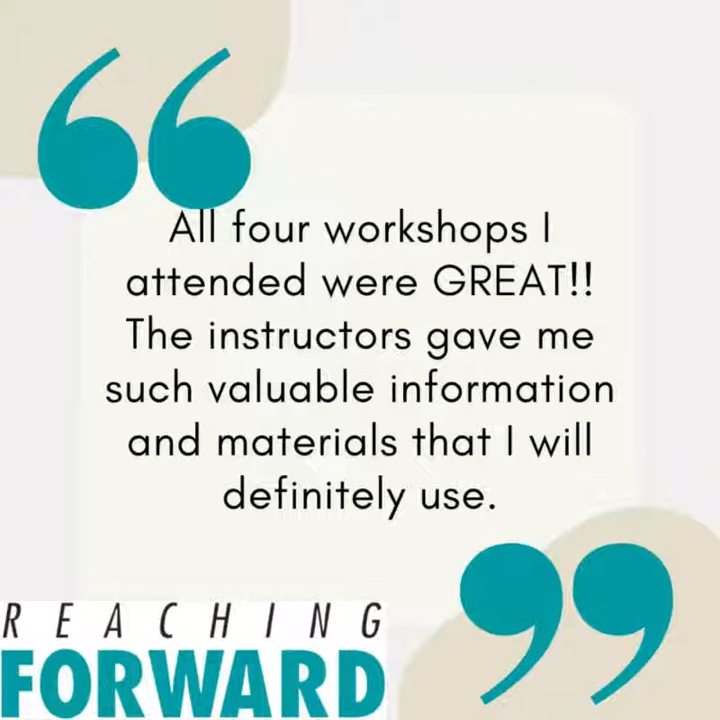 All four workshops I
attended were GREAT!!
The instructors gave me
such valuable information
and materials that I will
definitely use.
REACHING
FORWARD